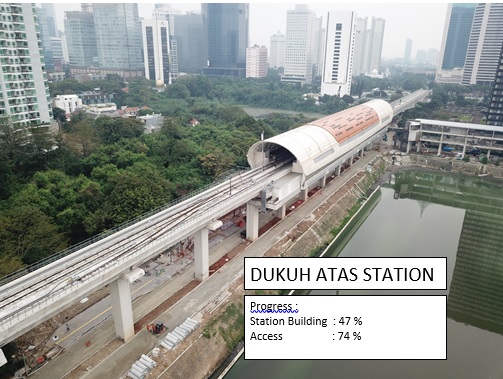 DUKUH ATAS STATION
Progress :
Station Building : 47 %
Access : 74 %